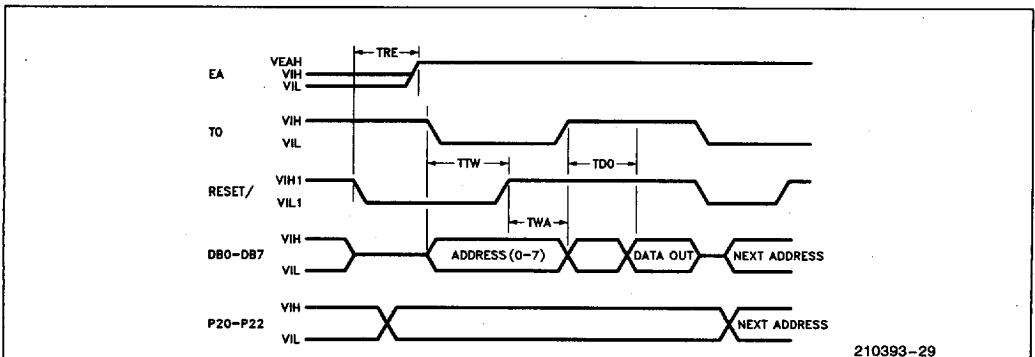 TRE
VEAH
EA
VIH
VIL
T0
VIH
VIL
TTW
TDO
RESET/
VIH1
VIL1
TWA
DB0-DB7
VIH
VIL
ADDRESS (0-7)
DATA OUT
NEXT ADDRESS
P20-P22
VIH
VIL
NEXT ADDRESS
210393-29